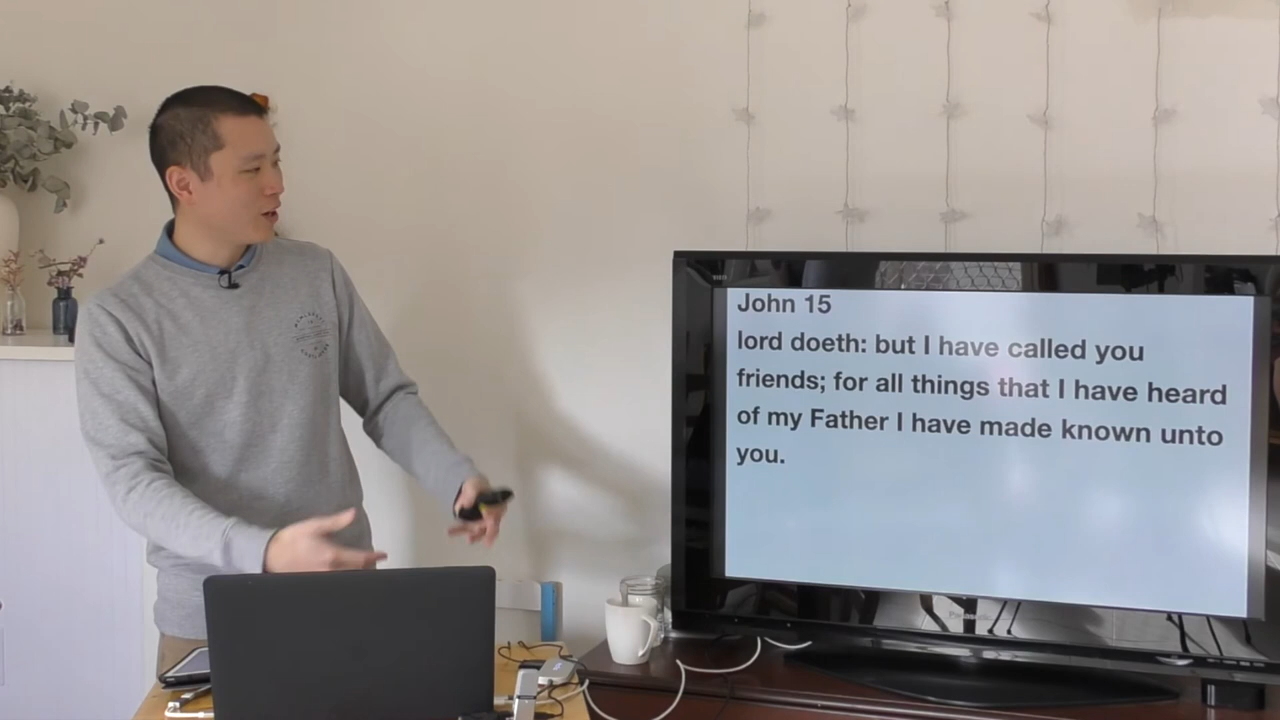 John 15
lord doeth: but I have called you
friends; for all things that I have heard
of my Father I have made known unto
you.
Panasonic